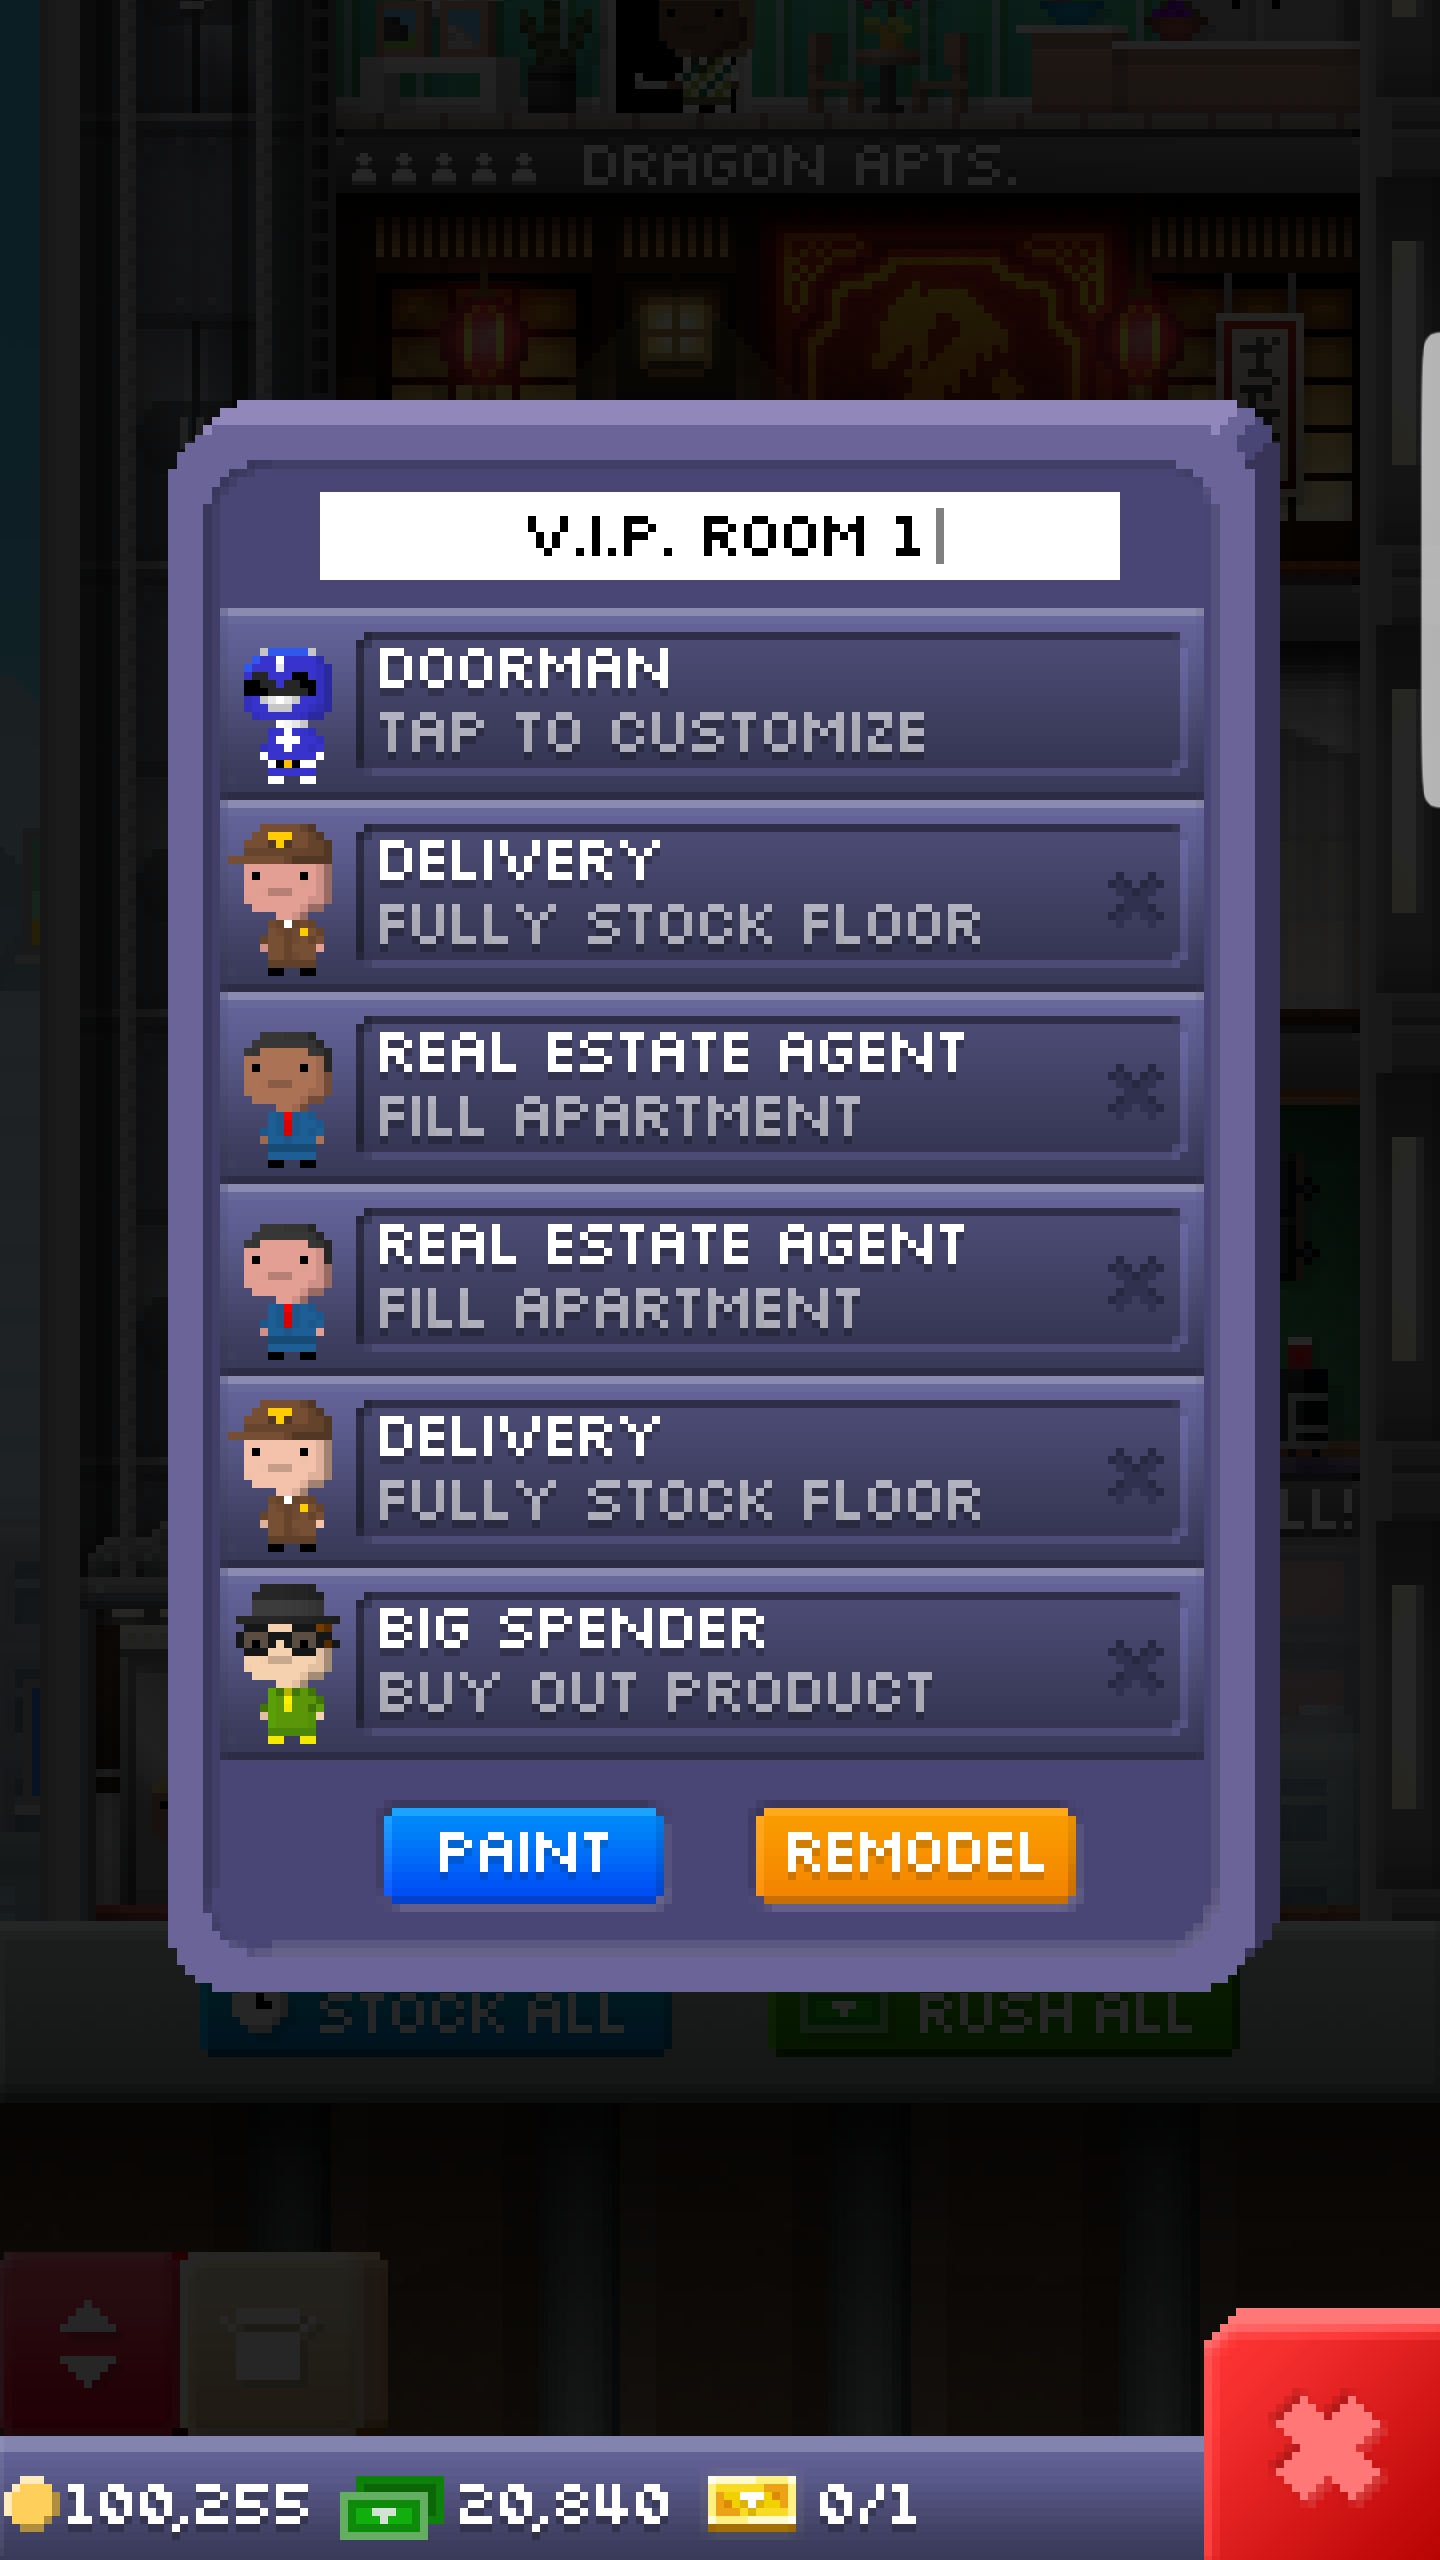 DRAGON APTS.
V.I.P. ROOM 1
DOORMAN
TAP TO CUSTOMIZE
DELIVERY
FULLY STOCK FLOOR
REAL ESTATE AGENT
FILL APARTMENT
REAL ESTATE AGENT
FILL APARTMENT
DELIVERY
FULLY STOCK FLOOR
LL!
BIG SPENDER
BUY OUT PRODUCT
PAINT REMODEL
STOCK ALL RUSH ALL
100,255 20,840 0/1